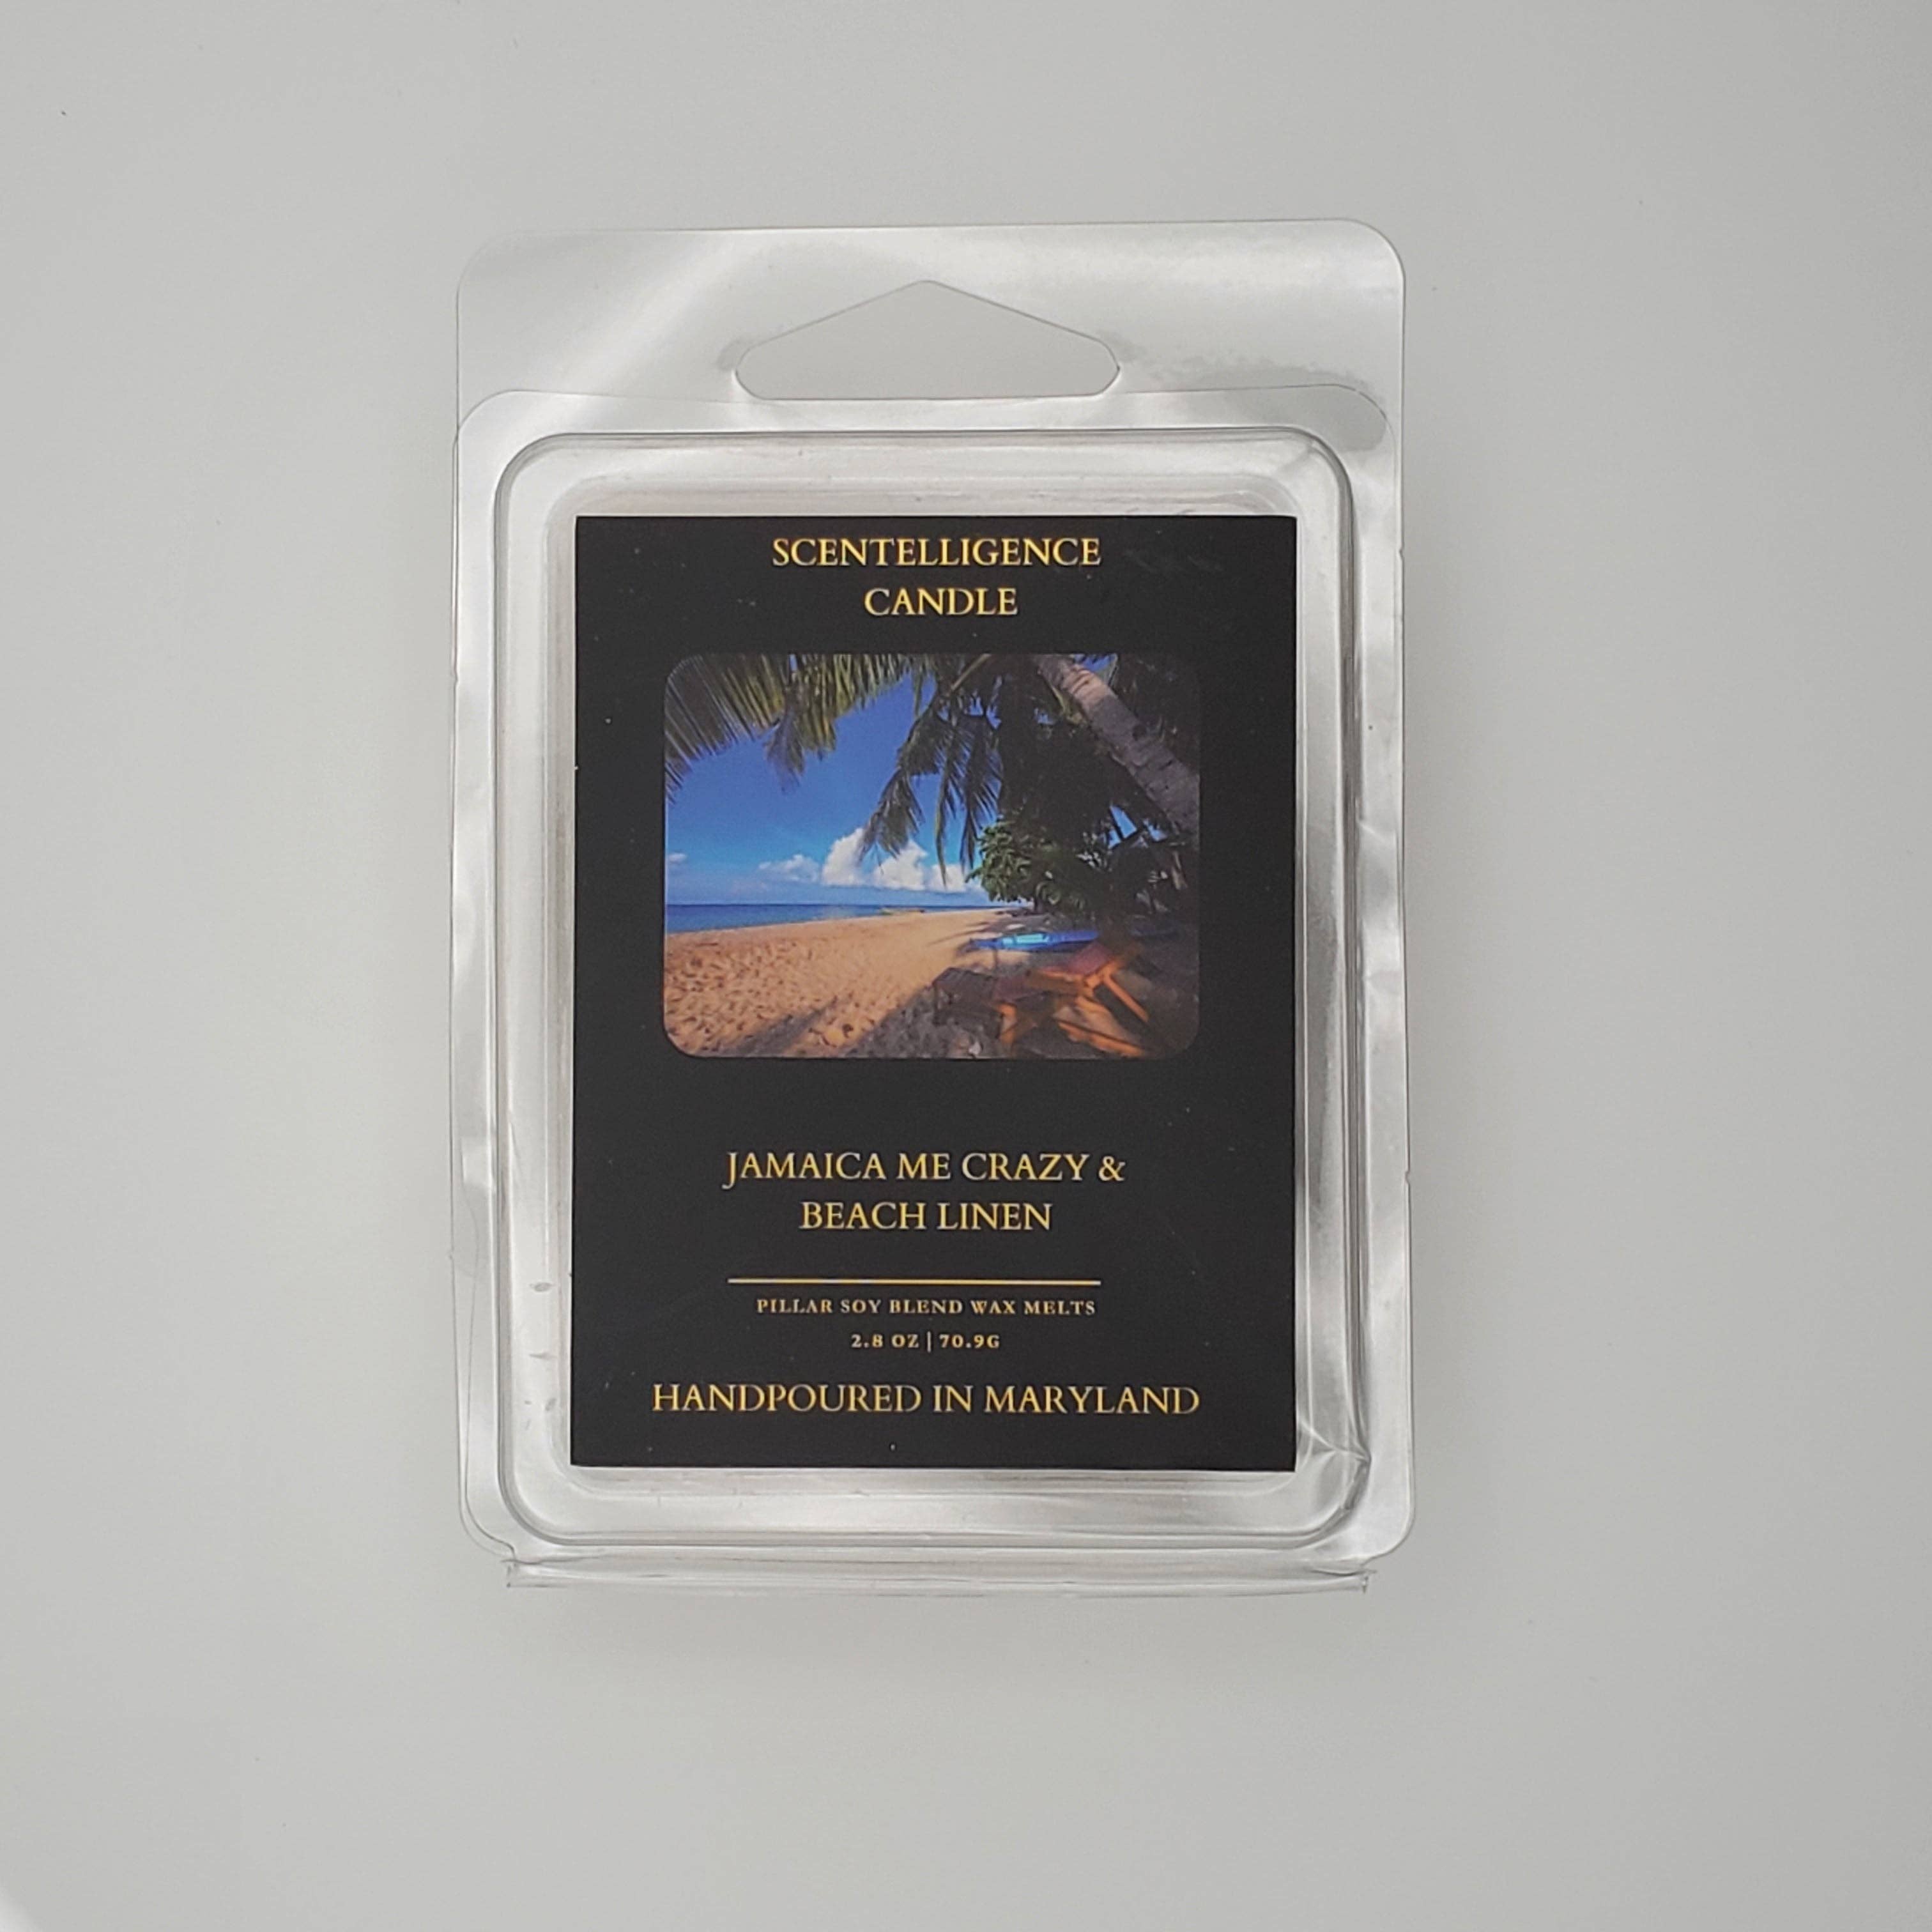 SCENTELLIGENCE
CANDLE
JAMAICA ME CRAZY &
BEACH LINEN
PILLAR SOY BLEND WAX MELTS
2.8 OZ | 70.9G
HANDPOURED IN MARYLAND